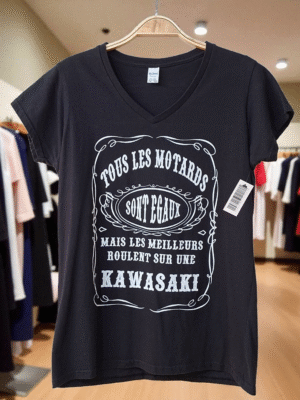 TOUS LES MOTARDS
SONT EGAUX
MAIS LES MEILLEURS
ROULENT SUR UNE
KAWASAKI